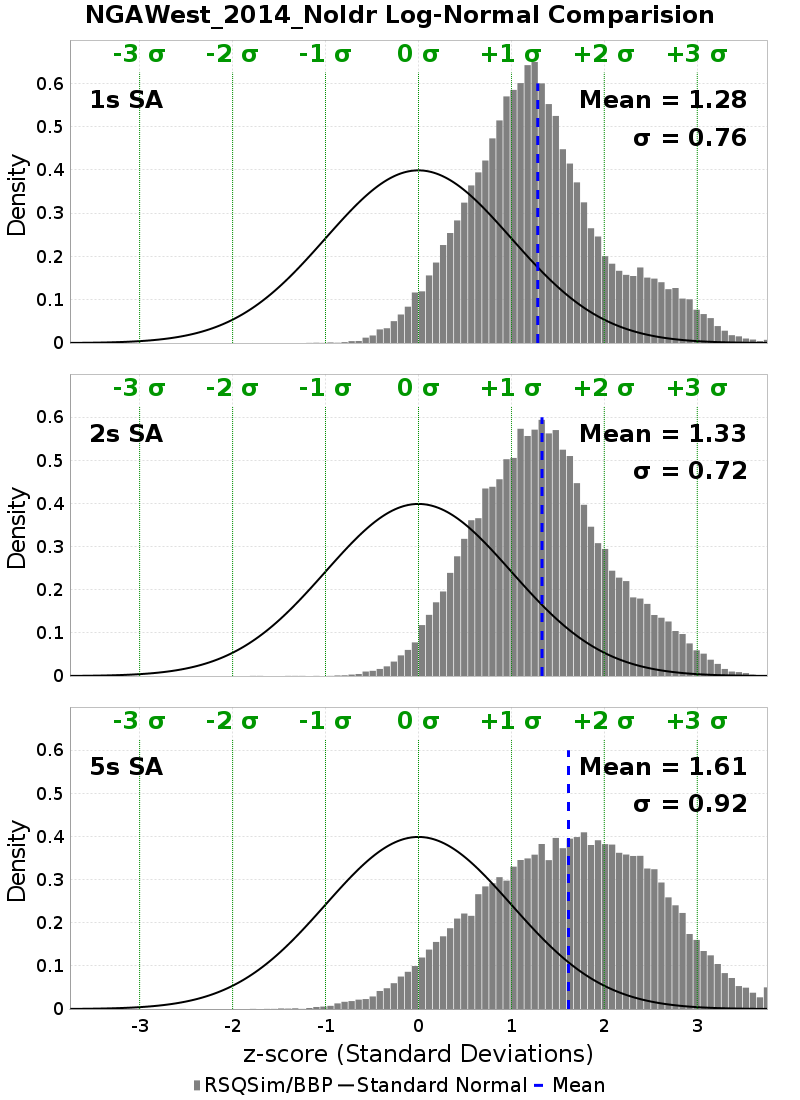 NGAWest_2014_NoIdr Log-Normal Comparision
-3 σ -2 σ -1 σ 0 σ +1 σ +2 σ +3 σ
0.6
1s SA
Mean = 1.28
0.5
σ = 0.76
0.4
Density
0.3
0.2
0.1
0
-3 σ -2 σ -1 σ 0 σ +1 σ +2 σ +3 σ
0.6
2s SA
Mean = 1.33
0.5
σ = 0.72
0.4
Density
0.3
0.2
0.1
0
-3 σ -2 σ -1 σ 0 σ +1 σ +2 σ +3 σ
0.6
5s SA
Mean = 1.61
0.5
σ = 0.92
0.4
Density
0.3
0.2
0.1
0
-3 -2 -1 0 1 2 3
z-score (Standard Deviations)
RSQSim/BBP Standard Normal Mean